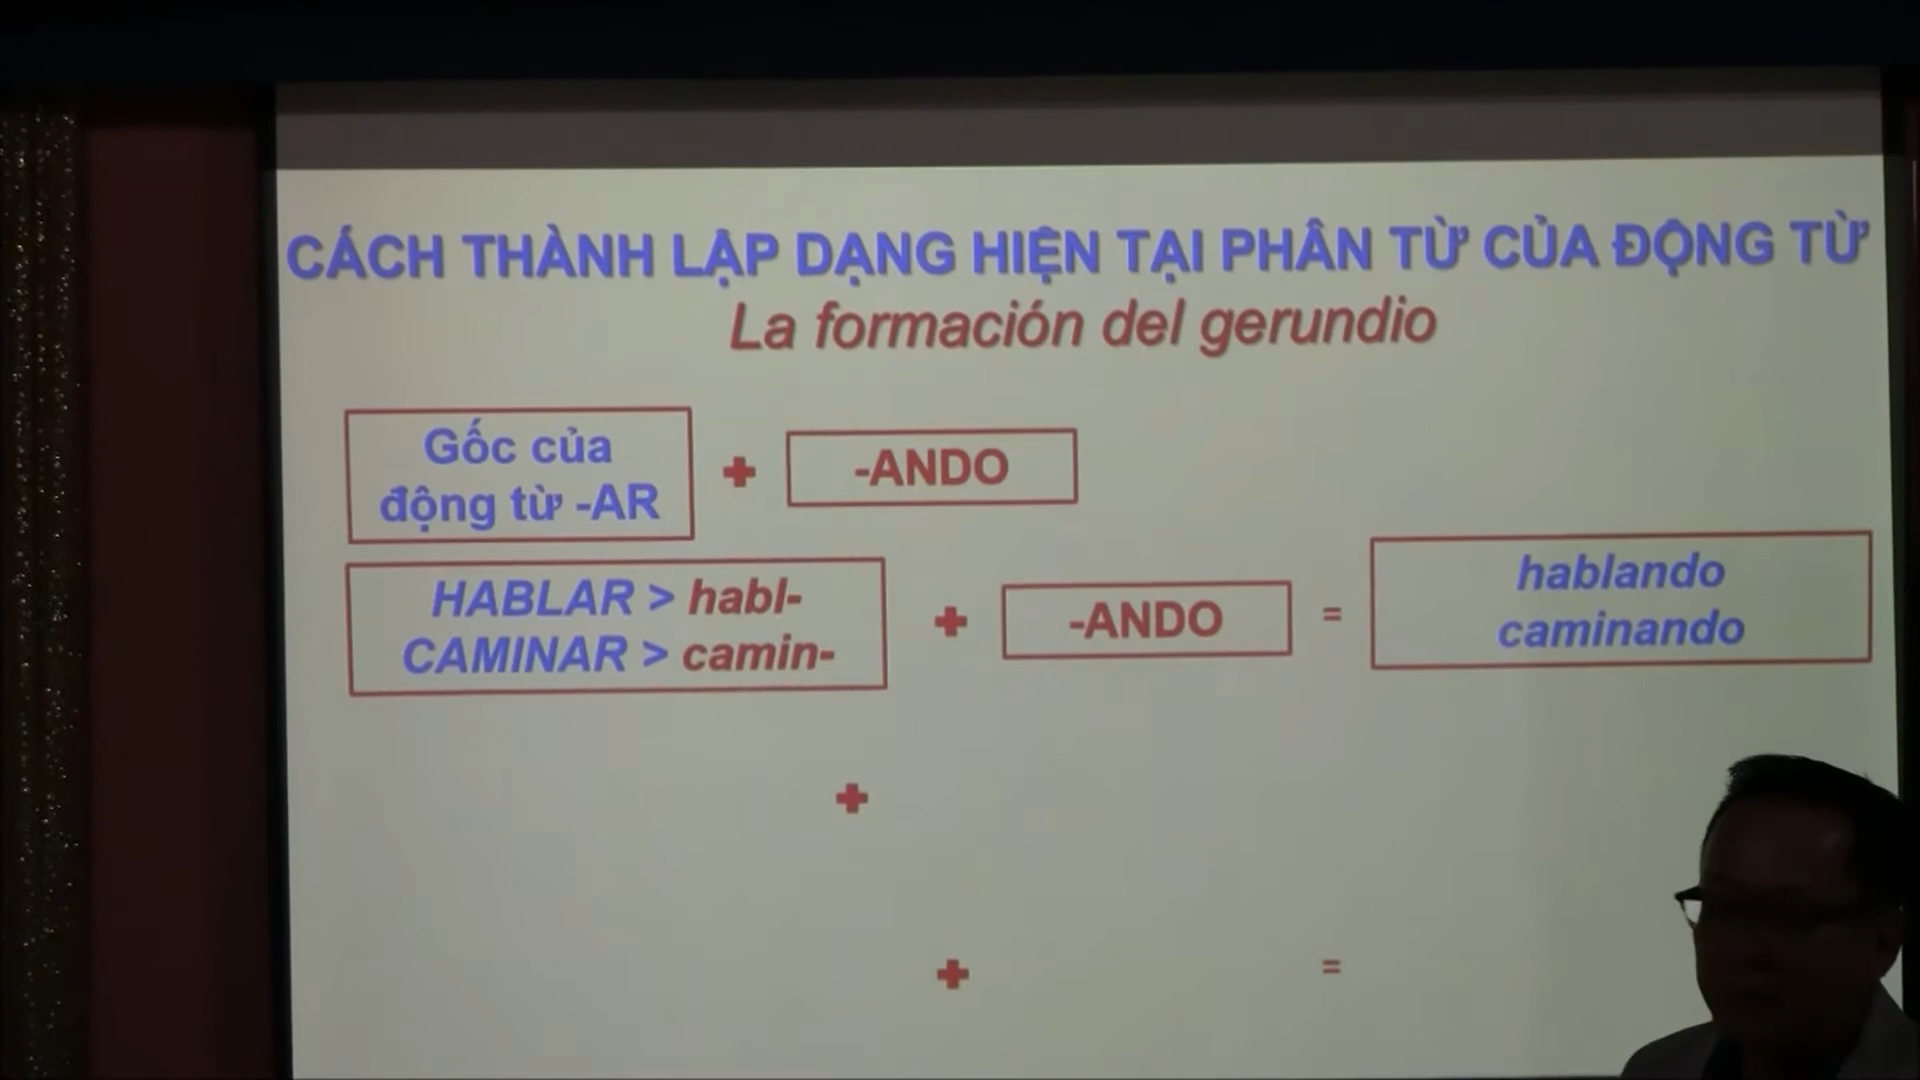 CÁCH THÀNH LẬP DẠNG HIỆN TẠI PHÂN TỪ CỦA ĐỘNG TỪ
La formación del gerundio
Gốc của
động từ -AR
+
-ANDO
HABLAR > habl-
CAMINAR > camin-
+
-ANDO
=
hablando
caminando
+
+
=